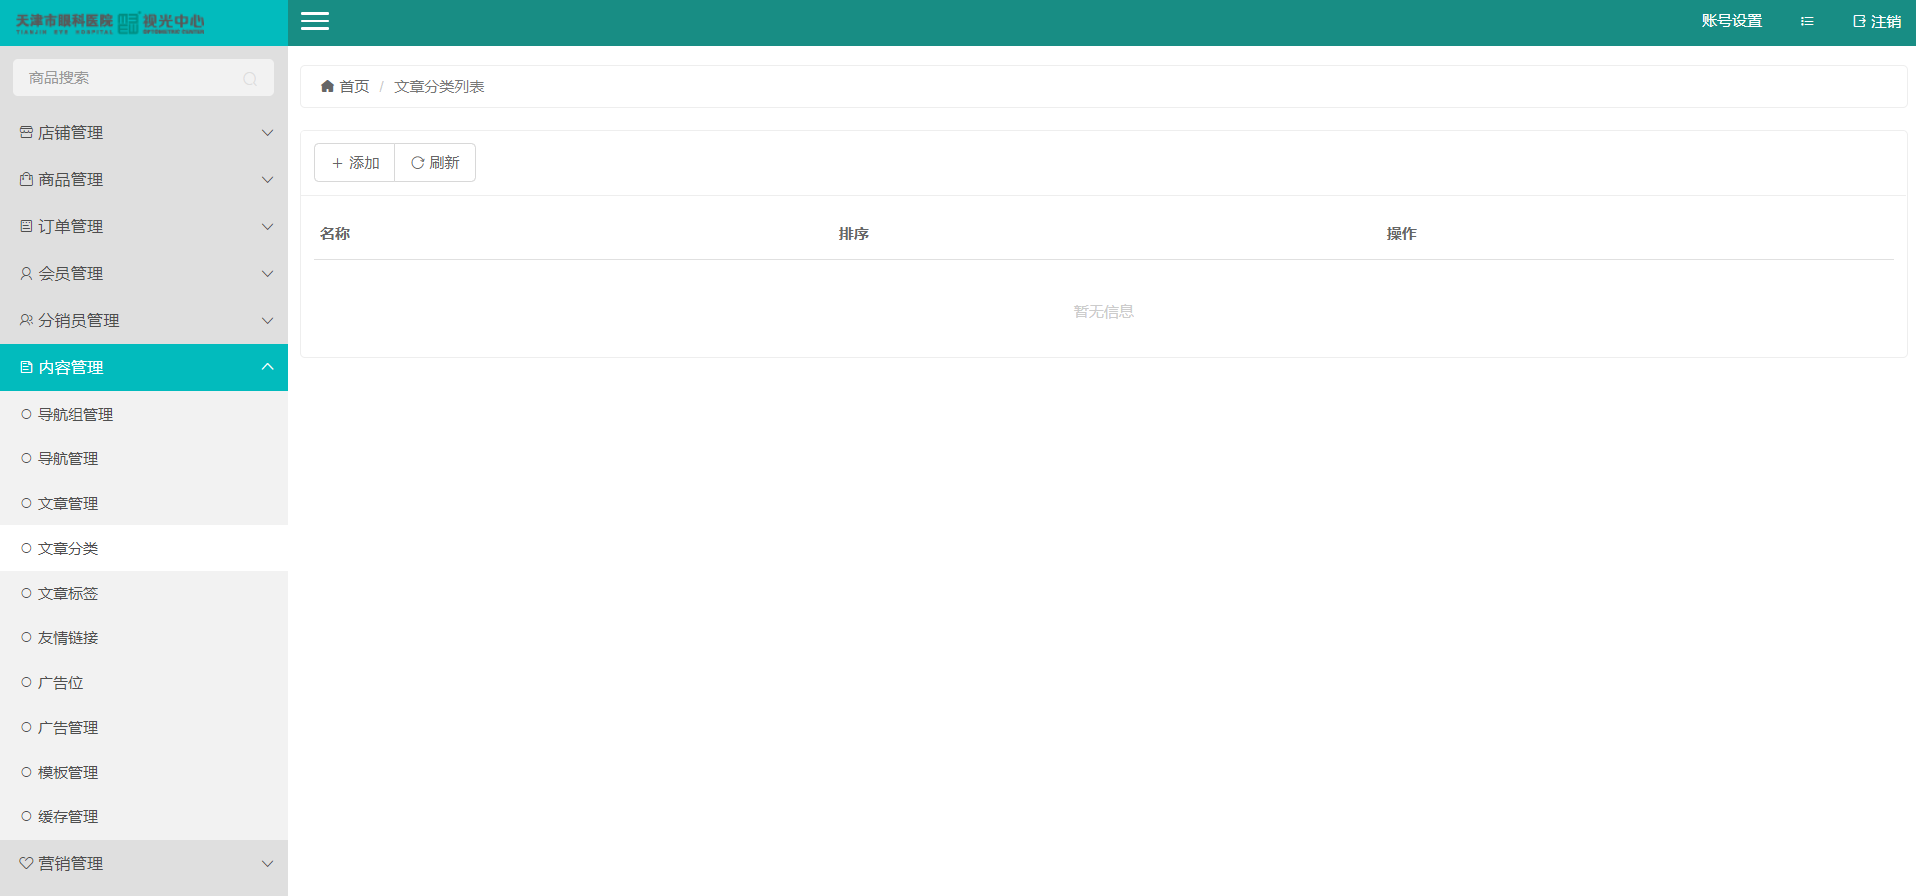 天津市眼科医院 视光中心
TIANJIN EYE HOSPITAL OPTOMETRIC CENTER
账号设置
注销
商品搜索
店铺管理
商品管理
订单管理
会员管理
分销员管理
内容管理
导航组管理
导航管理
文章管理
文章分类
文章标签
友情链接
广告位
广告管理
模板管理
缓存管理
营销管理
首页 / 文章分类列表
添加 刷新
名称 排序 操作
暂无信息